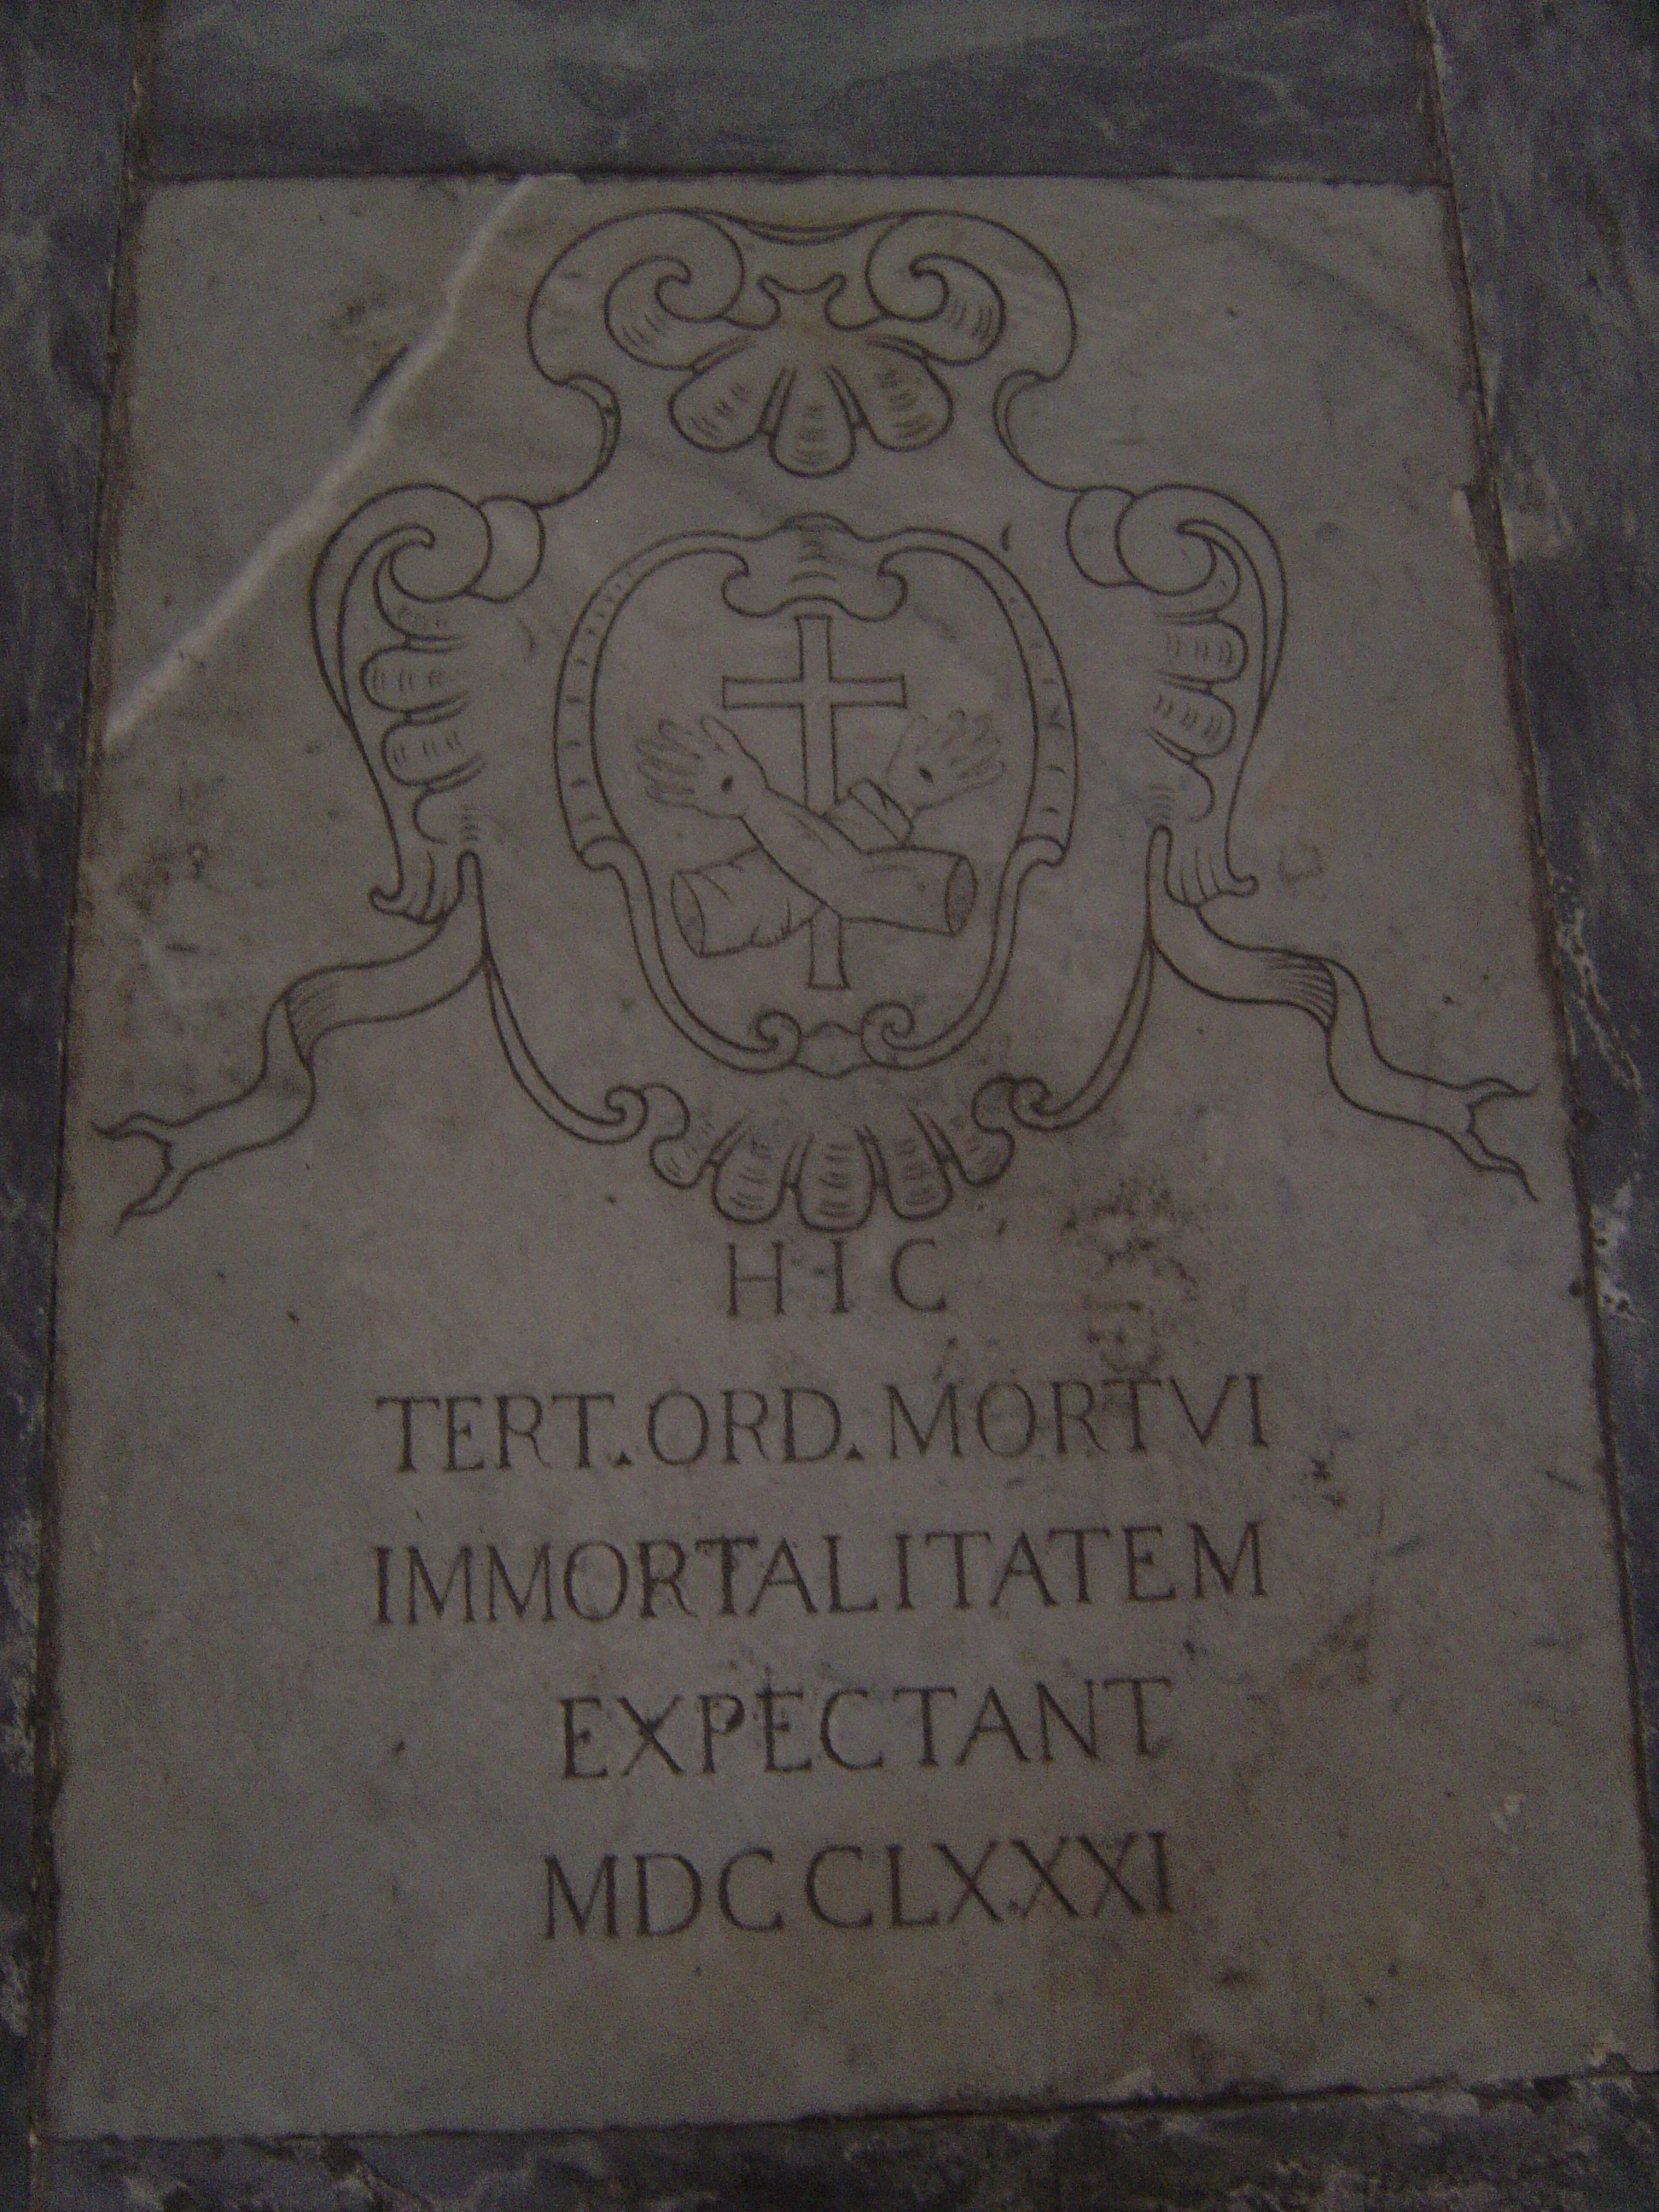 HIC
TERT. ORD. MORTVI
IMMORTALITATEM
EXPECTANT
MDCCLXXXI